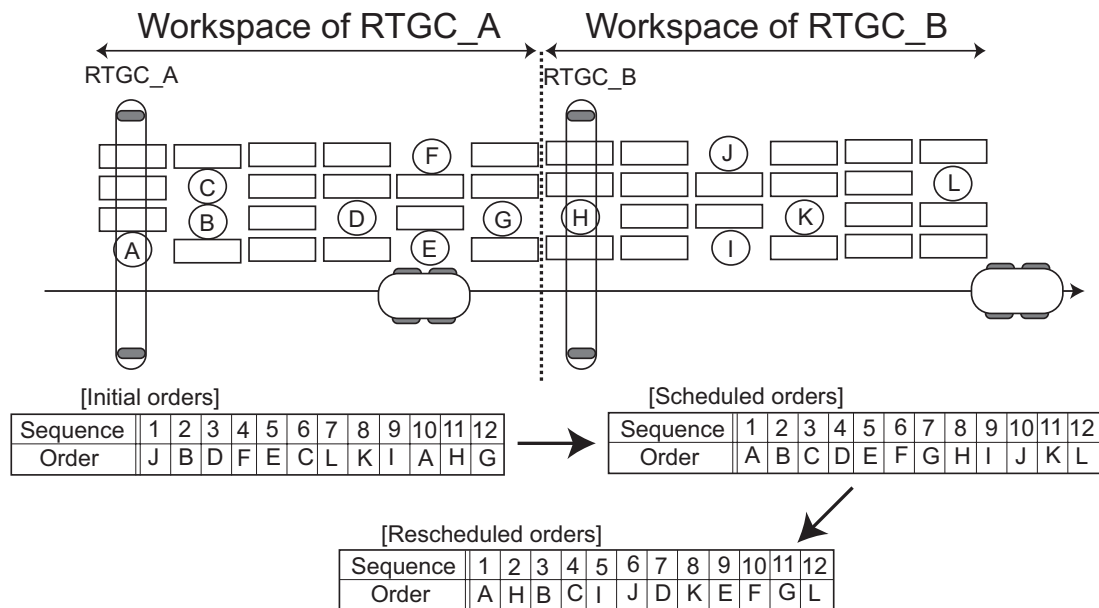 Workspace of RTGC_A Workspace of RTGC_B
RTGC_A RTGC_B
F J
C L
B D G H K
A E I
[Initial orders]
Sequence 1 2 3 4 5 6 7 8 9 10 11 12
Order J B D F E C L K I A H G
[Scheduled orders]
Sequence 1 2 3 4 5 6 7 8 9 10 11 12
Order A B C D E F G H I J K L
[Rescheduled orders]
Sequence 1 2 3 4 5 6 7 8 9 10 11 12
Order A H B C I J D K E F G L